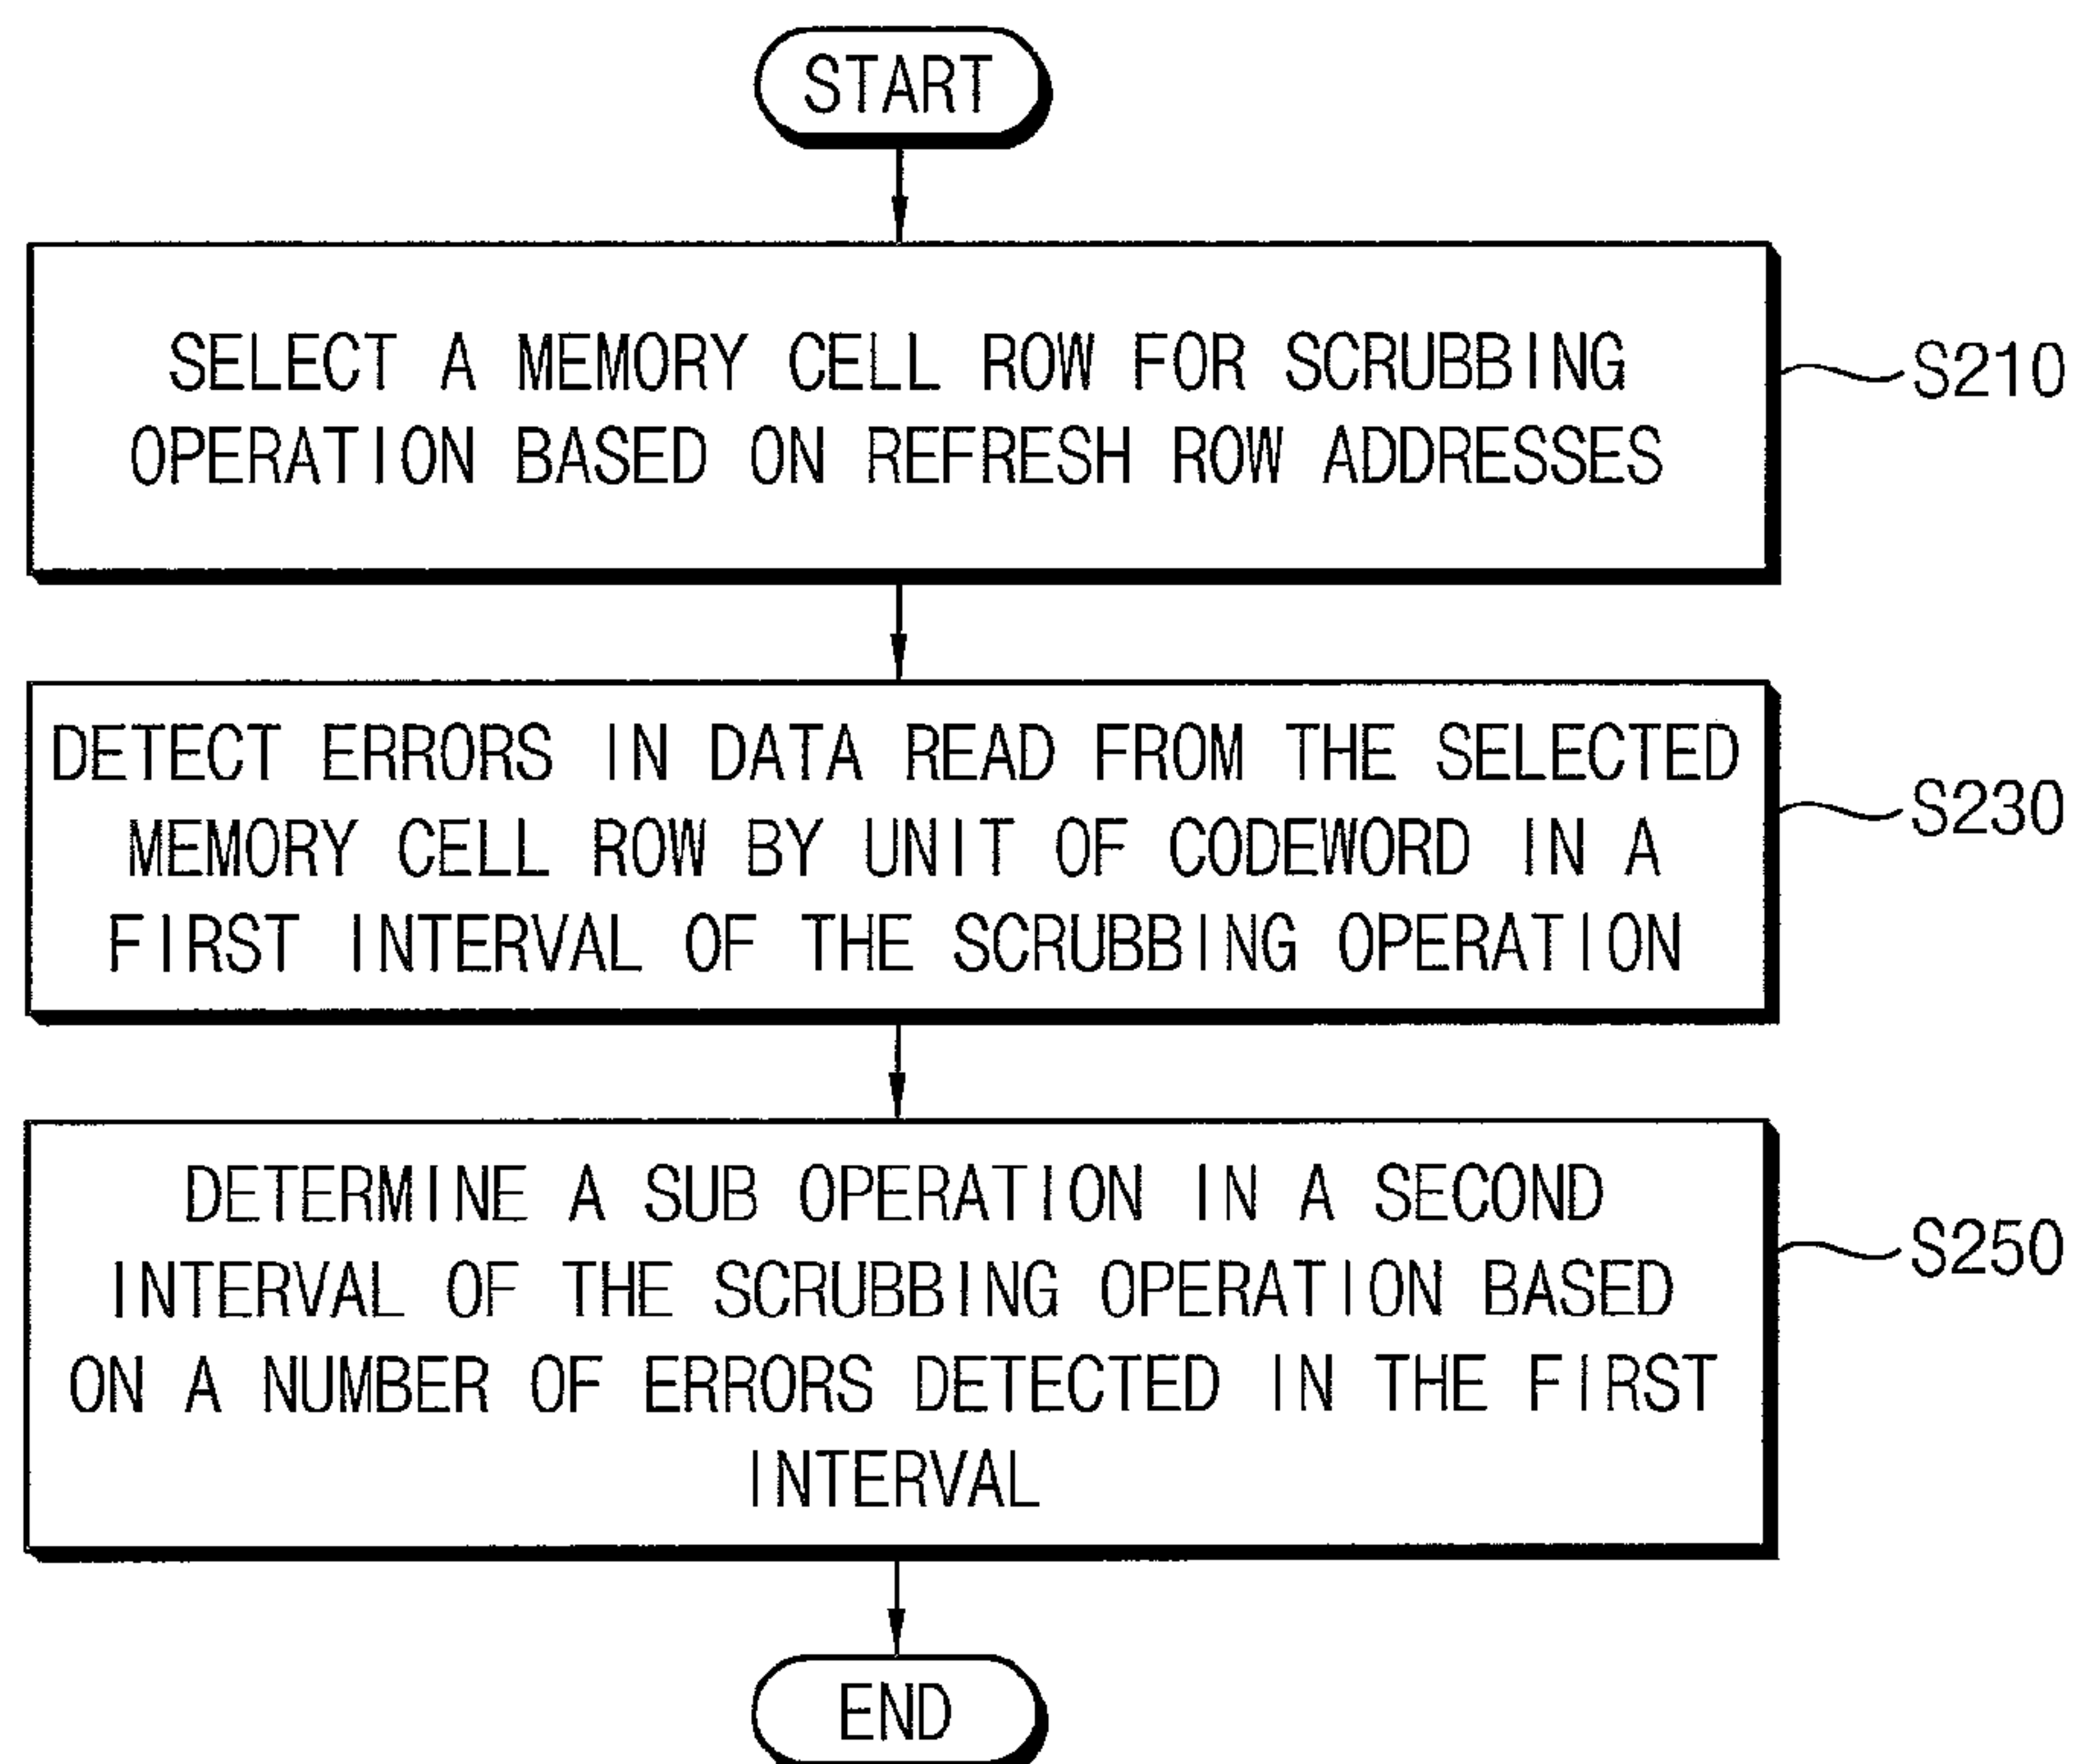 START
SELECT A MEMORY CELL ROW FOR SCRUBBING
OPERATION BASED ON REFRESH ROW ADDRESSES
S210
DETECT ERRORS IN DATA READ FROM THE SELECTED
MEMORY CELL ROW BY UNIT OF CODEWORD IN A
FIRST INTERVAL OF THE SCRUBBING OPERATION
S230
DETERMINE A SUB OPERATION IN A SECOND
INTERVAL OF THE SCRUBBING OPERATION BASED
ON A NUMBER OF ERRORS DETECTED IN THE FIRST
INTERVAL
S250
END